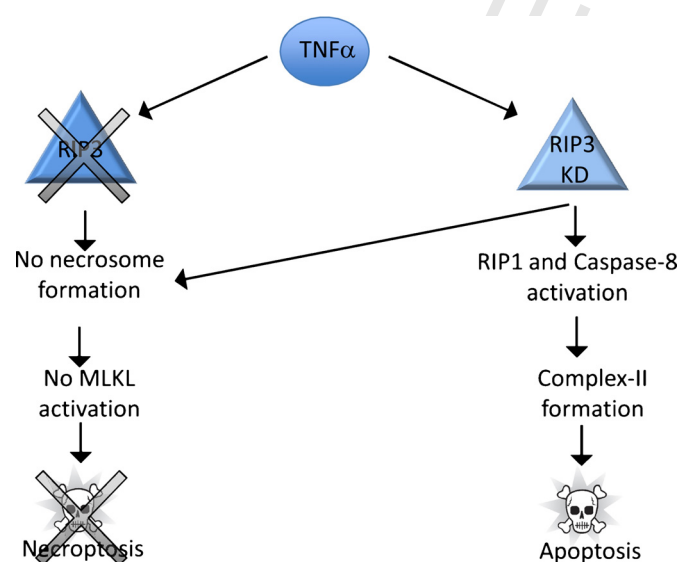 TNFα
RIP3
RIP3
KD
No necrosome
formation
RIP1 and Caspase-8
activation
No MLKL
activation
Complex-II
formation
Necroptosis
Apoptosis